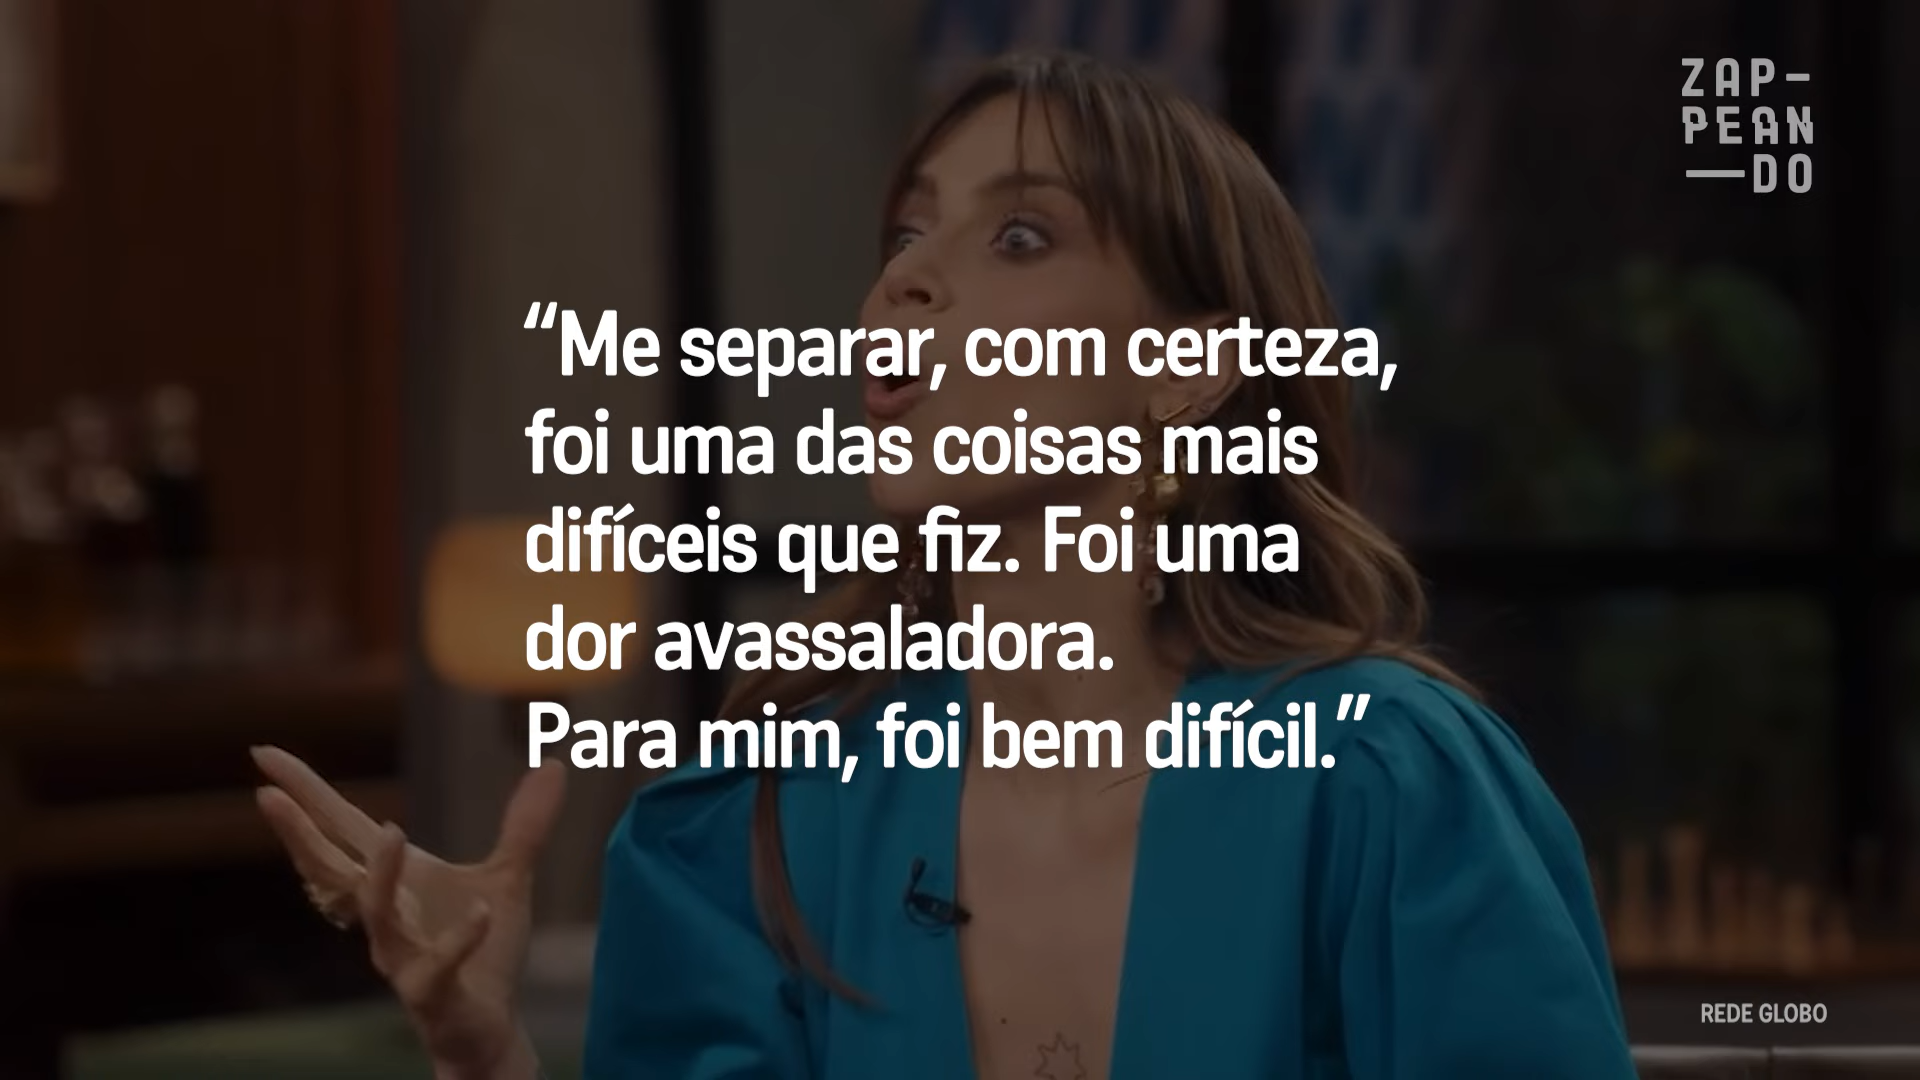 ZAP-
PEAN
—DO
“Me separar, com certeza,
foi uma das coisas mais
difíceis que fiz. Foi uma
dor avassaladora.
Para mim, foi bem difícil.”
REDE GLOBO